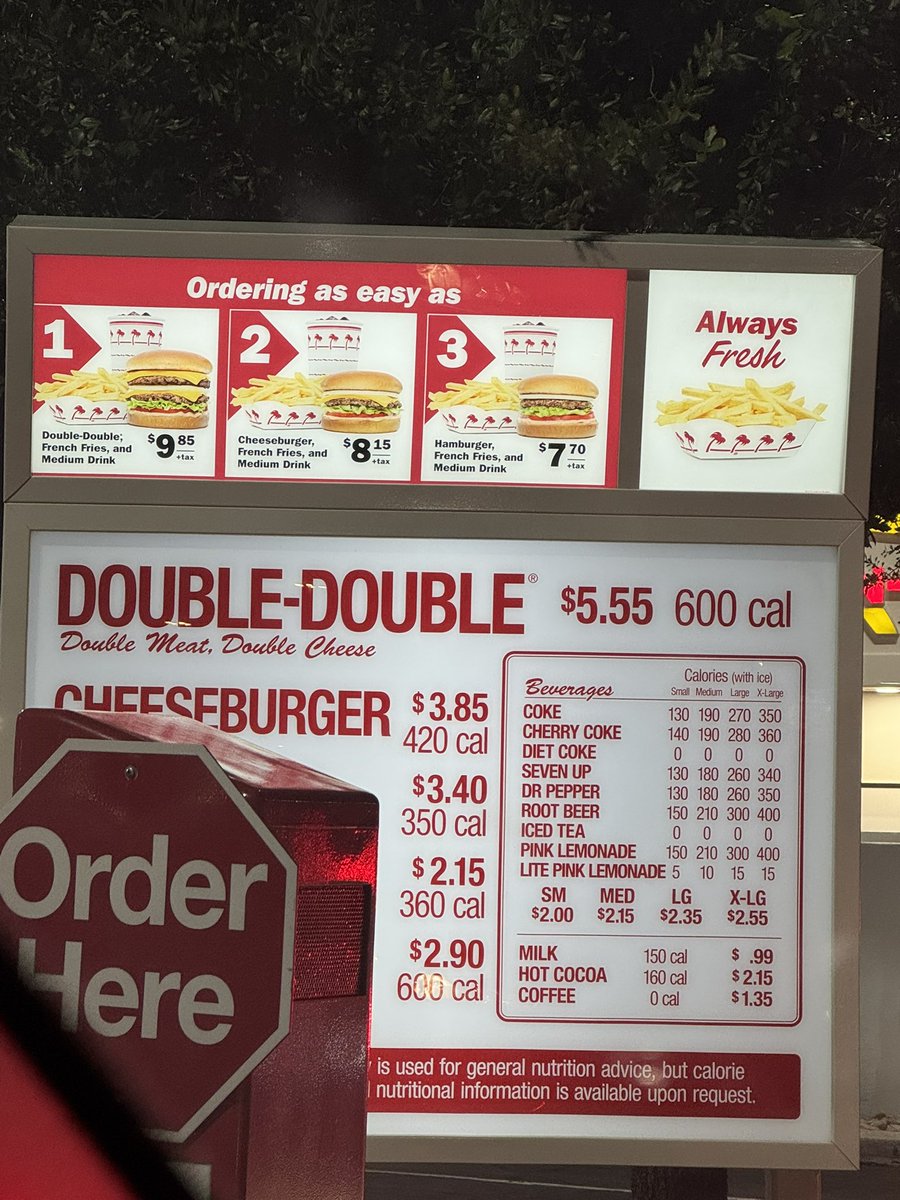 Ordering as easy as
1
Double-Double,
French Fries, and
Medium Drink
$9 85
+tax
2
Cheeseburger,
French Fries, and
Medium Drink
$8 15
+tax
3
Hamburger,
French Fries, and
Medium Drink
$7 70
+tax
Always
Fresh
DOUBLE-DOUBLE® $5.55 600 cal
Double Meat, Double Cheese
CHEESEBURGER $3.85
420 cal
$3.40
350 cal
$2.15
360 cal
$2.90
600 cal
Calories (with ice)
Beverages Small Medium Large X-Large
COKE 130 190 270 350
CHERRY COKE 140 190 280 360
DIET COKE 0 0 0 0
SEVEN UP 130 180 260 340
DR PEPPER 130 180 260 350
ROOT BEER 150 210 300 400
ICED TEA 0 0 0 0
PINK LEMONADE 150 210 300 400
LITE PINK LEMONADE 5 10 15 15
SM MED LG X-LG
$2.00 $2.15 $2.35 $2.55
MILK 150 cal $ .99
HOT COCOA 160 cal $2.15
COFFEE 0 cal $1.35
is used for general nutrition advice, but calorie
nutritional information is available upon request.
Order
Here